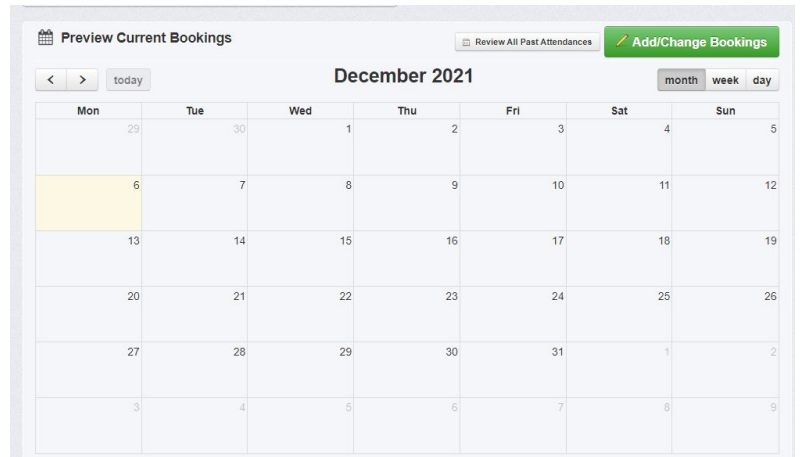 Preview Current Bookings Review All Past Attendances Add/Change Bookings
< > today December 2021 month week day
Mon Tue Wed Thu Fri Sat Sun
29 30 1 2 3 4 5
6 7 8 9 10 11 12
13 14 15 16 17 18 19
20 21 22 23 24 25 26
27 28 29 30 31 1 2
3 4 5 6 7 8 9